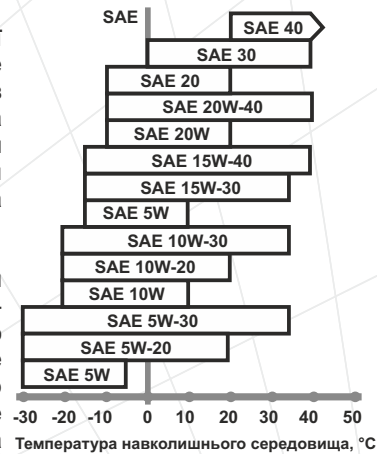 SAE
SAE 40
SAE 30
SAE 20
SAE 20W-40
SAE 20W
SAE 15W-40
SAE 15W-30
SAE 5W
SAE 10W-30
SAE 10W-20
SAE 10W
SAE 5W-30
SAE 5W-20
SAE 5W
-30 -20 -10 0 10 20 30 40 50
Температура навколишнього середовища, °C